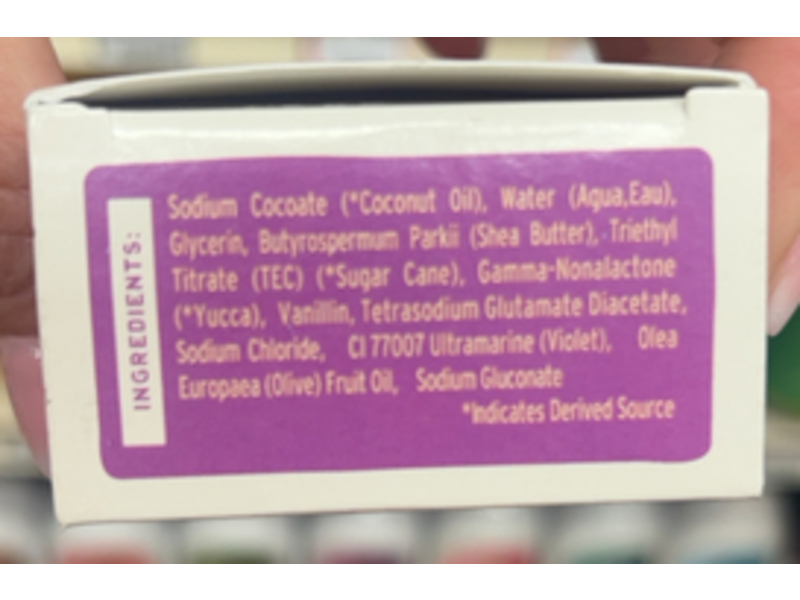 INGREDIENTS:
Sodium Cocoate (*Coconut Oil), Water (Aqua,Eau),
Glycerin, Butyrospermum Parkii (Shea Butter), Triethyl
Titrate (TEC) (*Sugar Cane), Gamma-Nonalactone
(*Yucca), Vanillin, Tetrasodium Glutamate Diacetate,
Sodium Chloride, CI 77007 Ultramarine (Violet), Olea
Europaea (Olive) Fruit Oil, Sodium Gluconate
*Indicates Derived Source